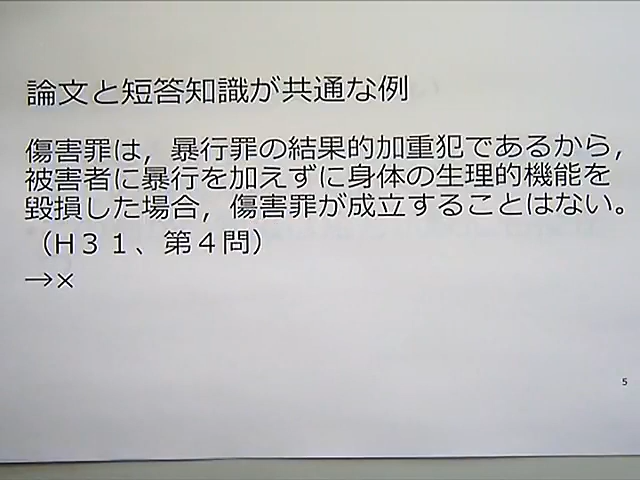 論文と短答知識が共通な例
傷害罪は，暴行罪の結果的加重犯であるから，
被害者に暴行を加えずに身体の生理的機能を
毀損した場合，傷害罪が成立することはない。
（H３１、第４問）
→×
5